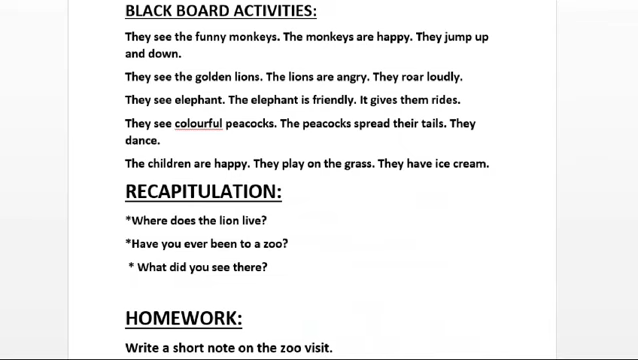 BLACK BOARD ACTIVITIES:
They see the funny monkeys. The monkeys are happy. They jump up
and down.
They see the golden lions. The lions are angry. They roar loudly.
They see elephant. The elephant is friendly. It gives them rides.
They see colourful peacocks. The peacocks spread their tails. They
dance.
The children are happy. They play on the grass. They have ice cream.
RECAPITULATION:
*Where does the lion live?
*Have you ever been to a zoo?
* What did you see there?
HOMEWORK:
Write a short note on the zoo visit.